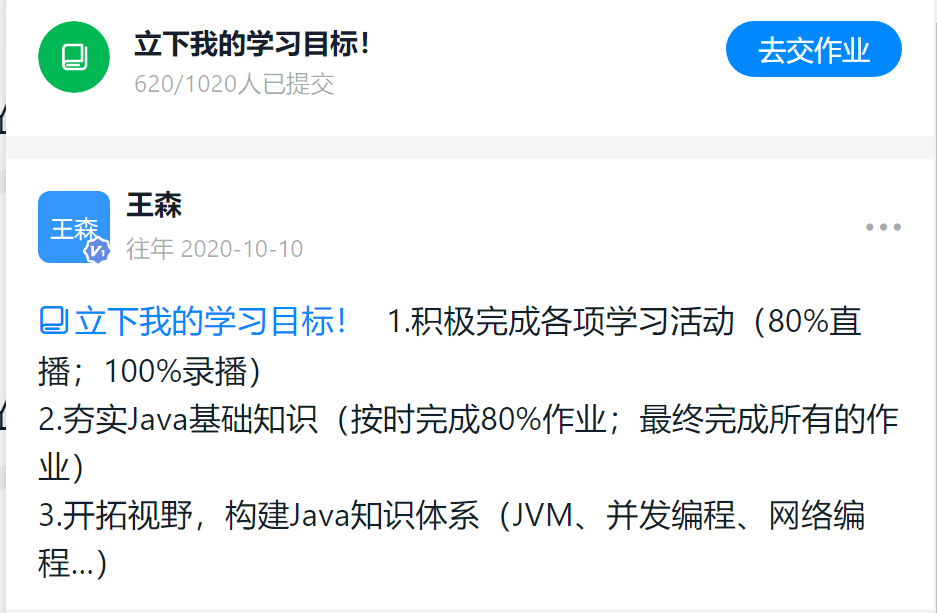 立下我的学习目标！
去交作业
620/1020人已提交
王森
王森
V1
往年 2020-10-10
立下我的学习目标！ 1.积极完成各项学习活动（80%直
播；100%录播）
2.夯实Java基础知识（按时完成80%作业；最终完成所有的作
业）
3.开拓视野，构建Java知识体系（JVM、并发编程、网络编
程...）